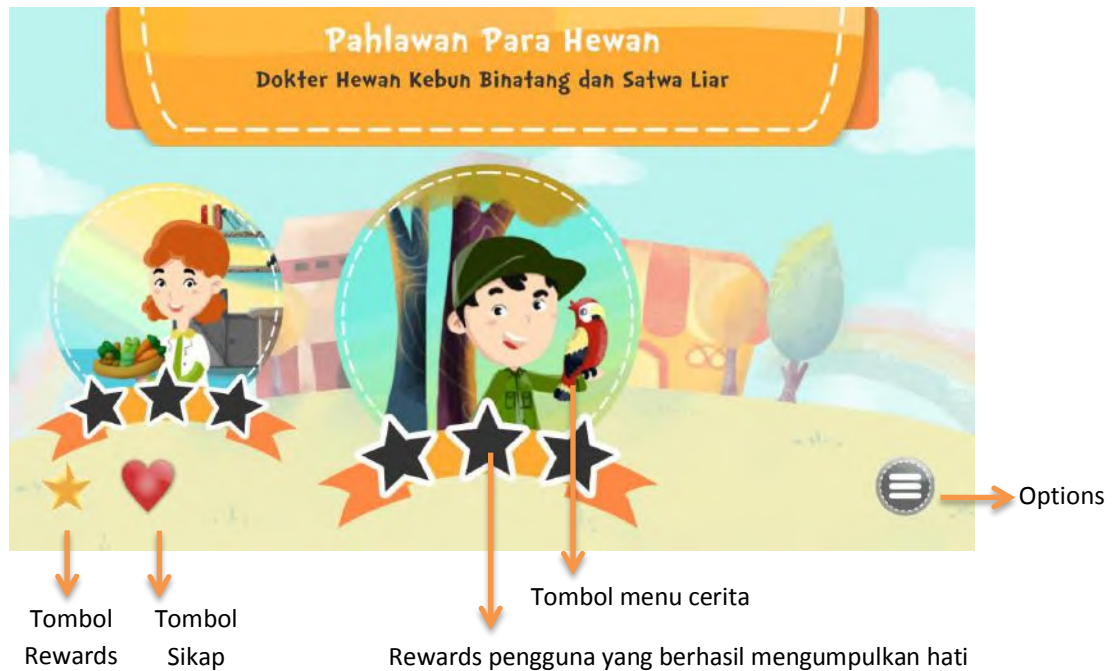 Pahlawan Para Hewan
Dokter Hewan Kebun Binatang dan Satwa Liar
Options
Tombol menu cerita
Tombol
Rewards
Tombol
Sikap
Rewards pengguna yang berhasil mengumpulkan hati